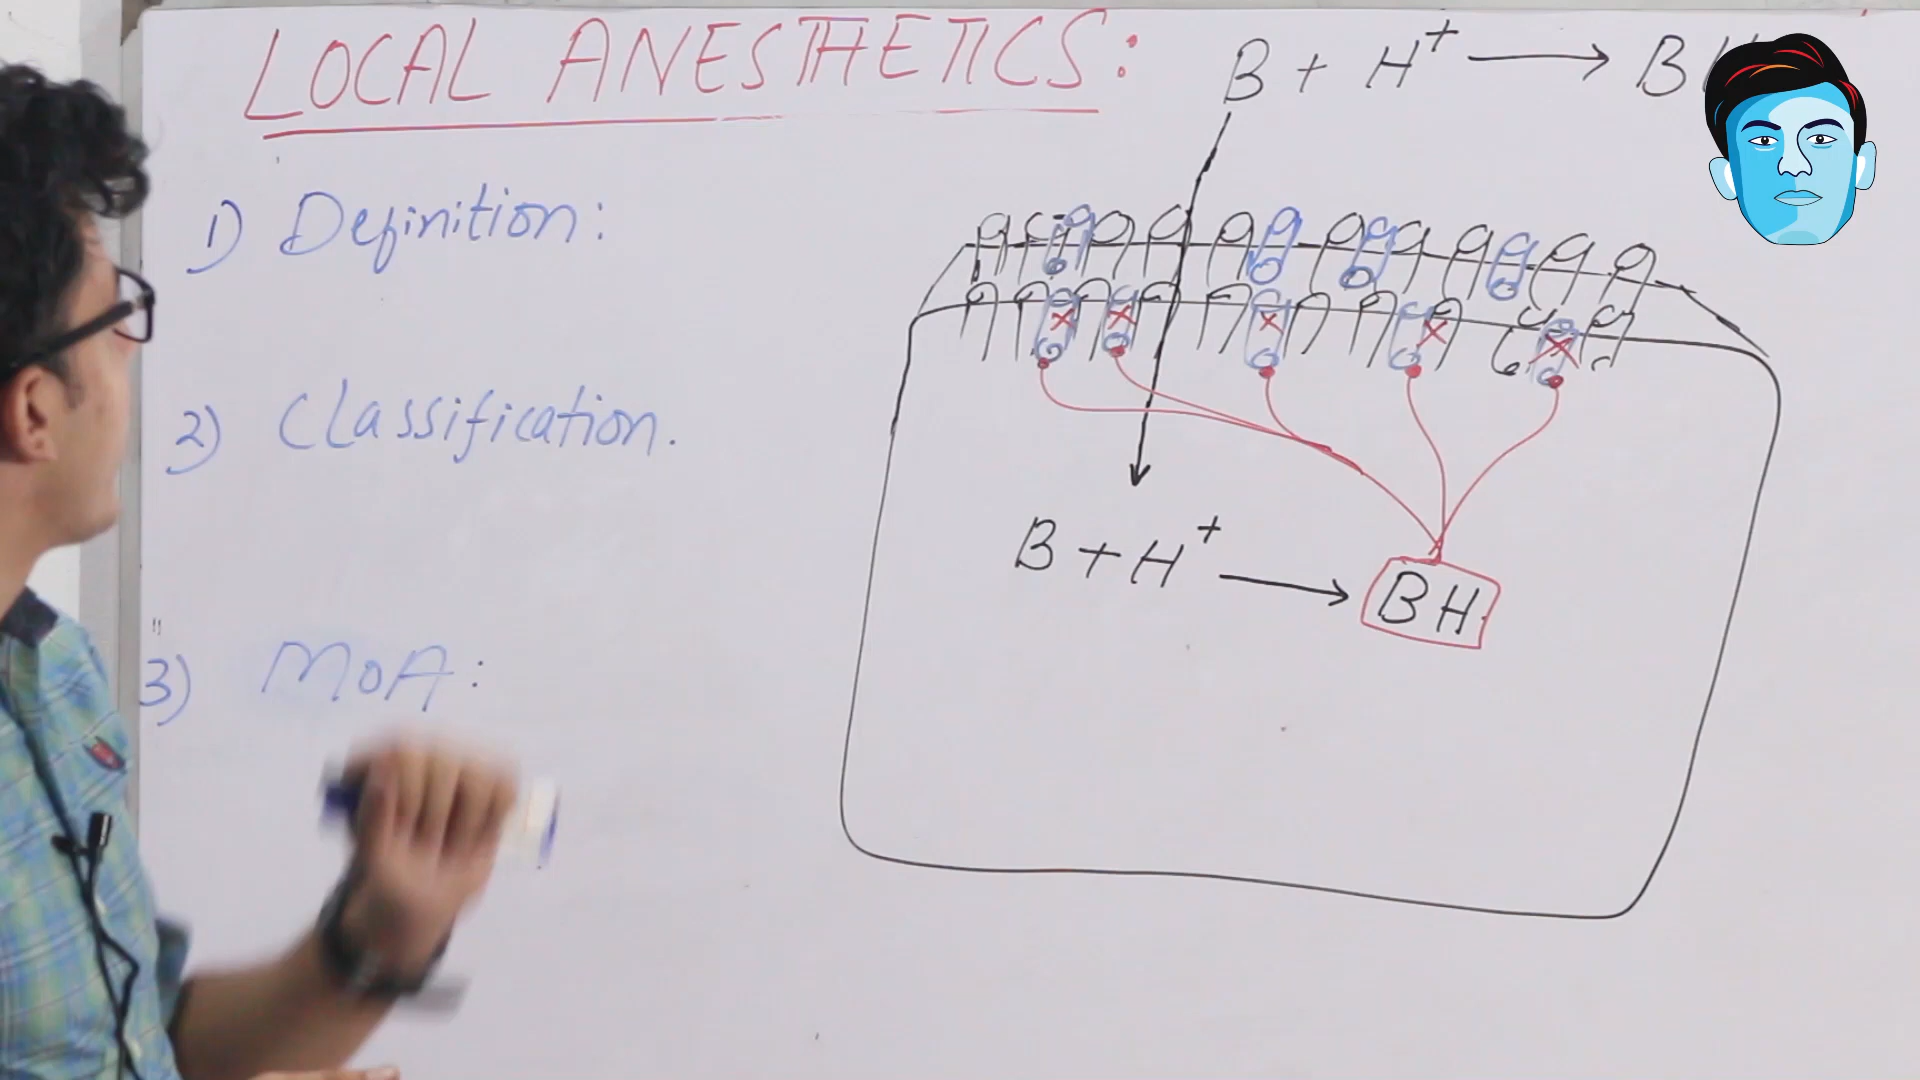 LOCAL ANESTHETICS:
B + H⁺ → B
1) Definition:
2) Classification.
3) MOA:
B + H⁺ → BH